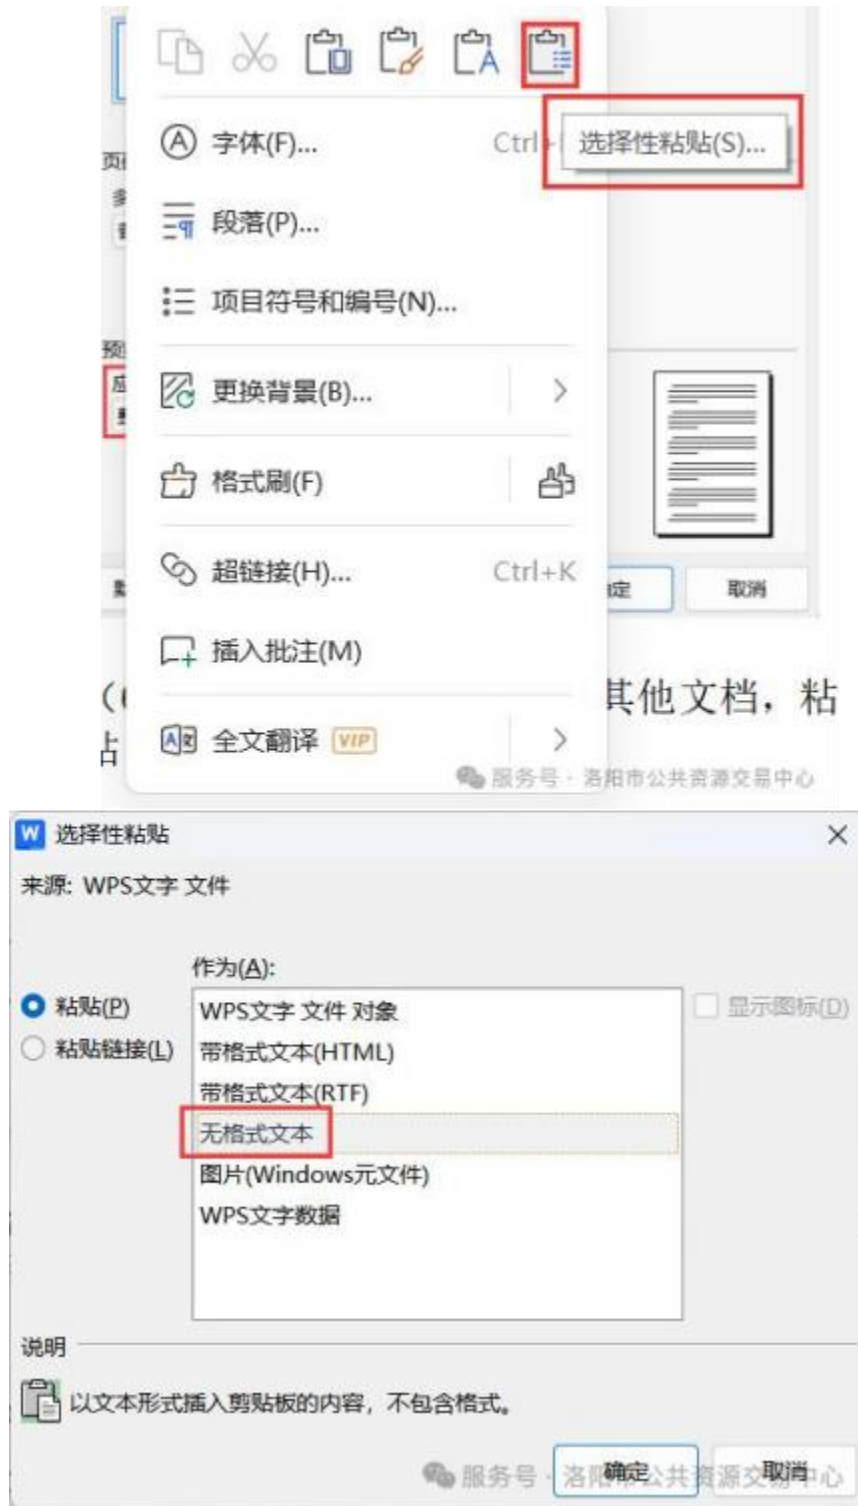 字体(F)...
Ctrl+
选择性粘贴(S)...
段落(P)...
项目符号和编号(N)...
更换背景(B)...
格式刷(F)
超链接(H)...
Ctrl+K
定
取消
插入批注(M)
其他文档，粘
全文翻译
VIP
服务号 · 洛阳市公共资源交易中心
选择性粘贴
来源: WPS文字 文件
作为(A):
粘贴(P)
WPS文字 文件 对象
显示图标(D)
粘贴链接(L)
带格式文本(HTML)
带格式文本(RTF)
无格式文本
图片(Windows元文件)
WPS文字数据
说明
以文本形式插入剪贴板的内容，不包含格式。
确定
取消
服务号 · 洛阳市公共资源交易中心